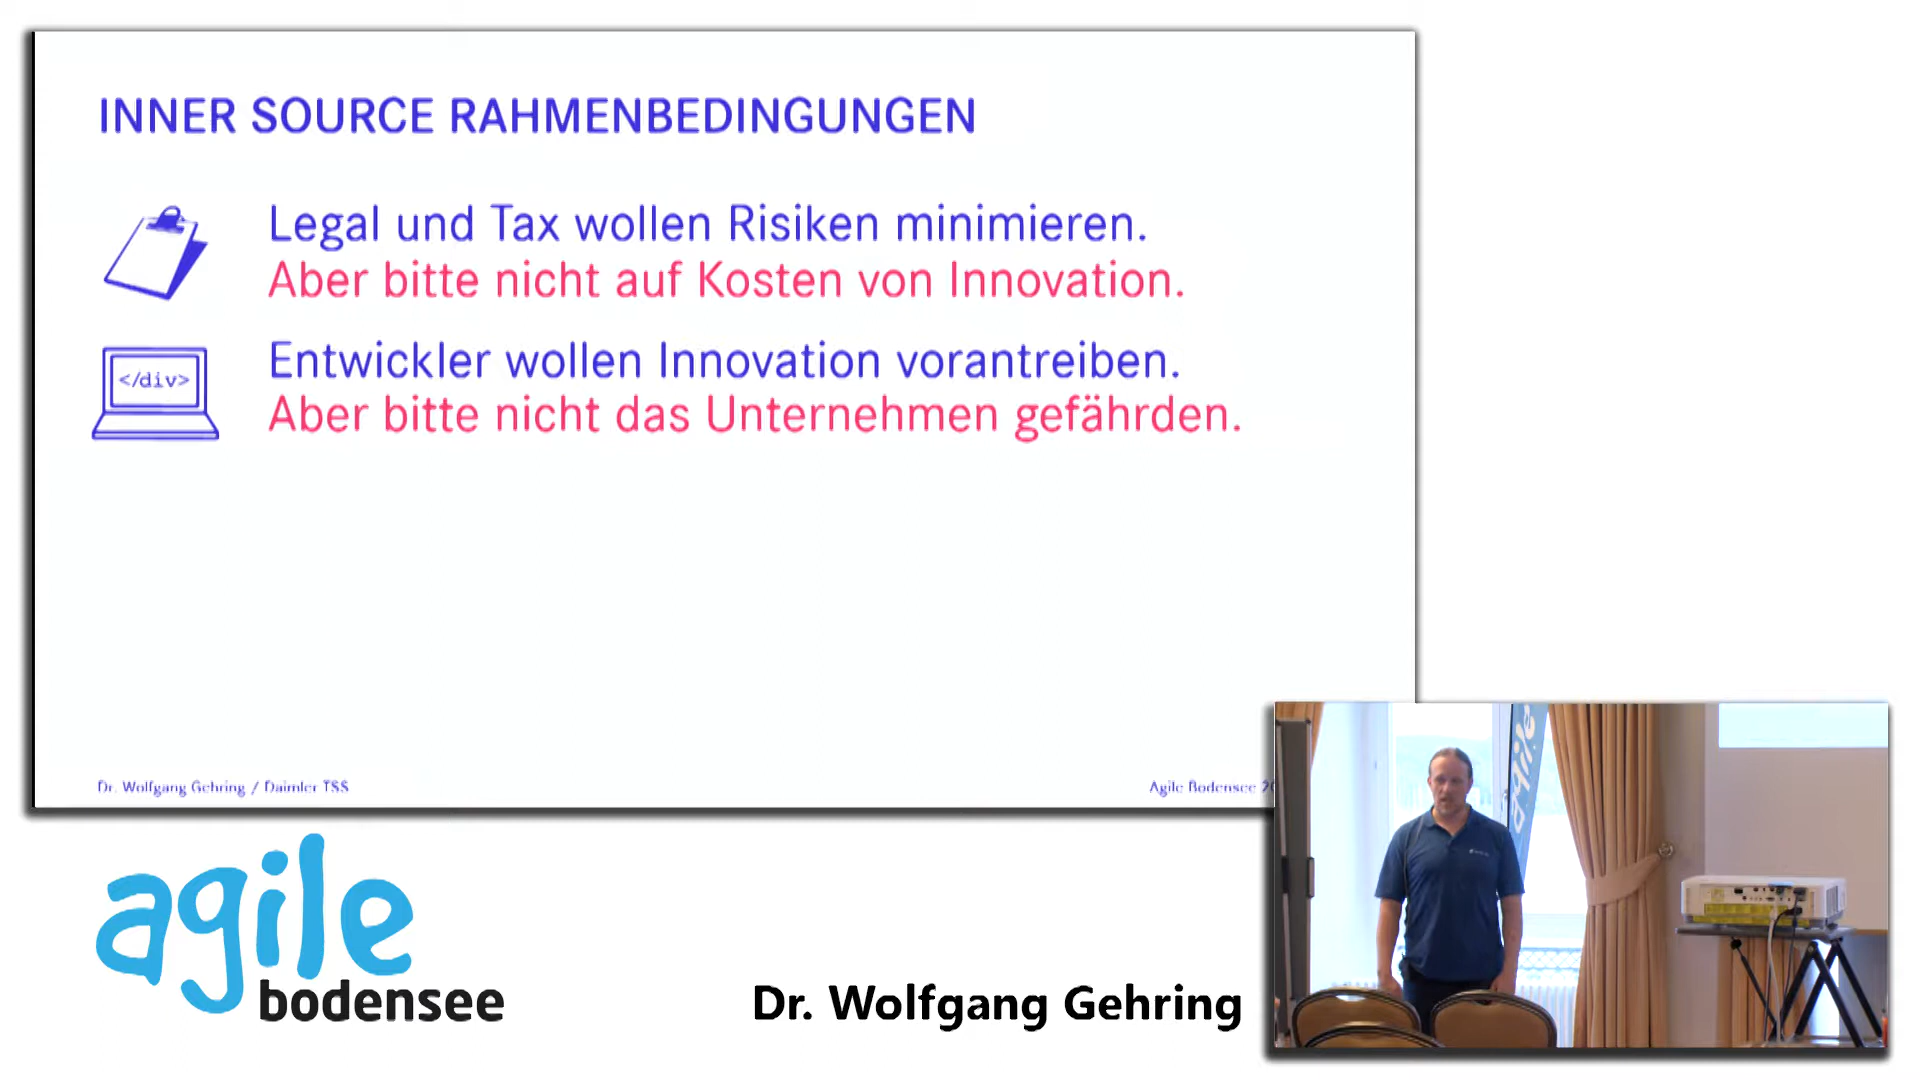 INNER SOURCE RAHMENBEDINGUNGEN
Legal und Tax wollen Risiken minimieren.
Aber bitte nicht auf Kosten von Innovation.
</div>
Entwickler wollen Innovation vorantreiben.
Aber bitte nicht das Unternehmen gefährden.
Dr. Wolfgang Gehring / Daimler TSS
Agile Bodensee
agile
bodensee
Dr. Wolfgang Gehring
agile